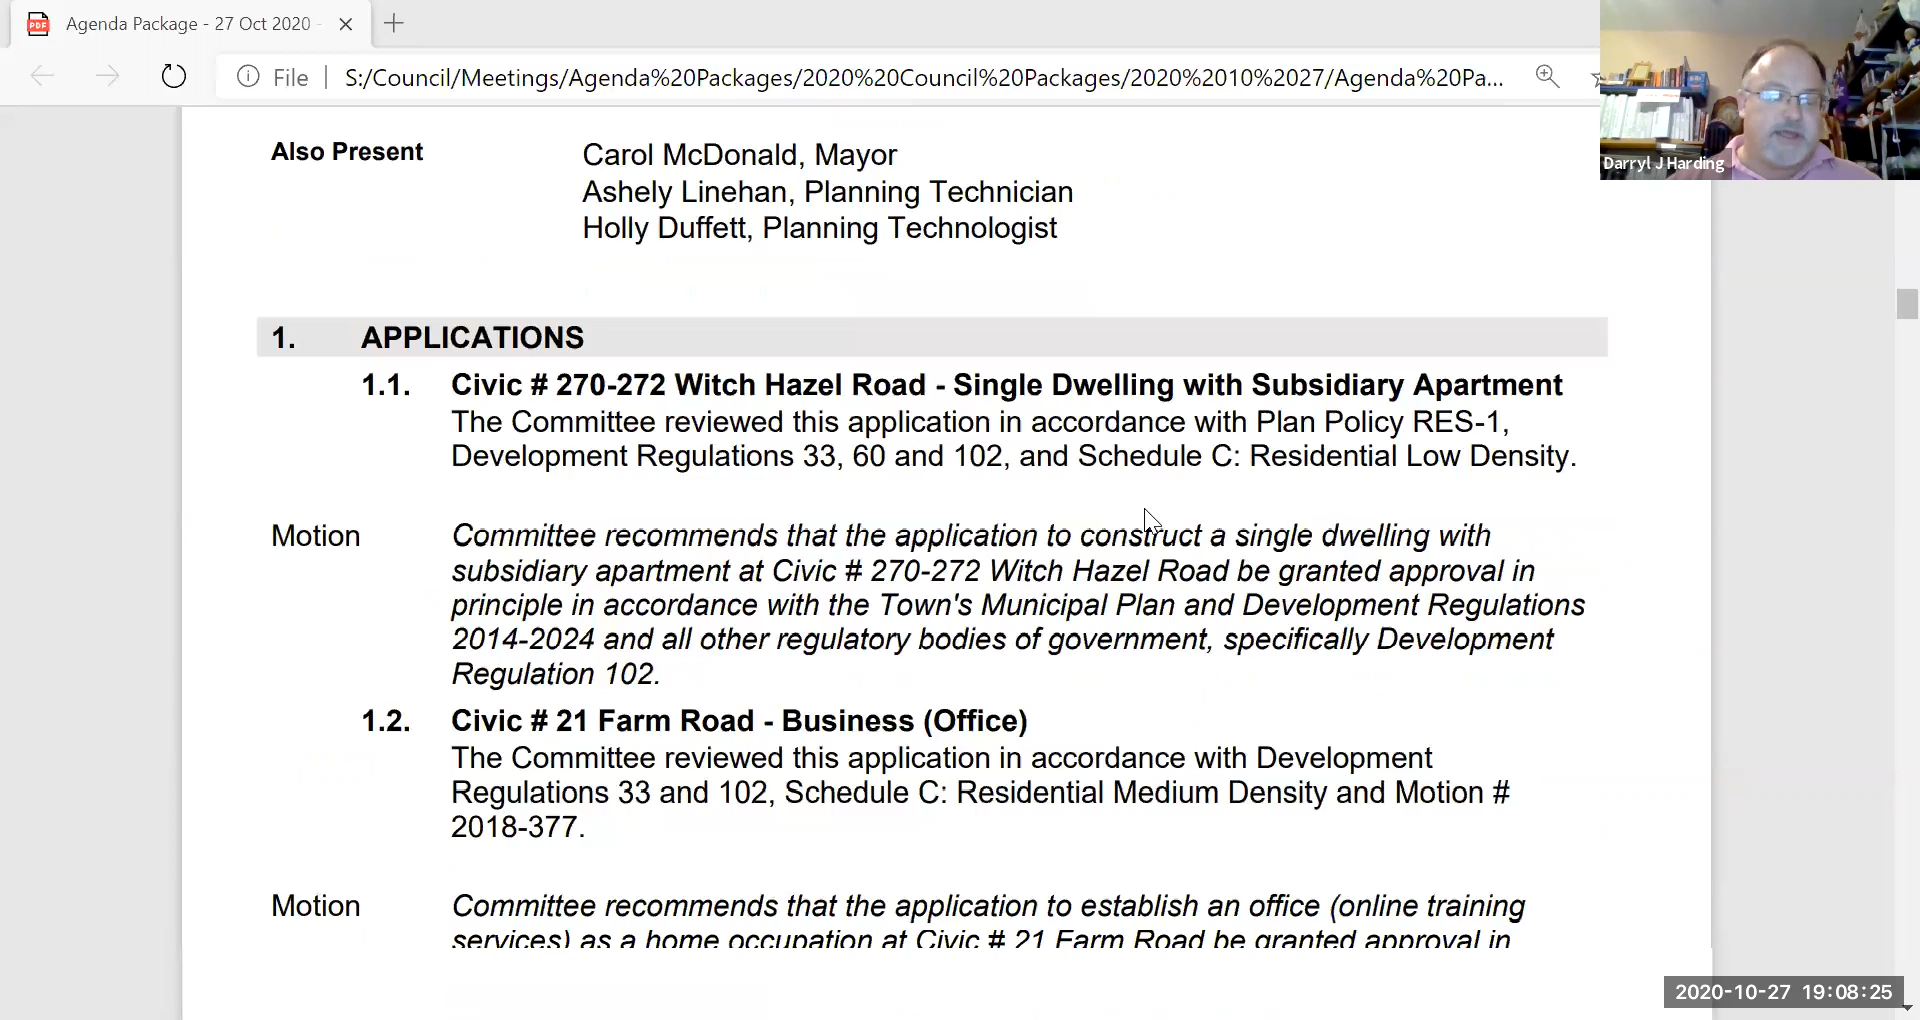 Agenda Package - 27 Oct 2020 -
File
S:/Council/Meetings/Agenda%20Packages/2020%20Council%20Packages/2020%2010%2027/Agenda%20Pa...
Darryl J Harding
Also Present
Carol McDonald, Mayor
Ashely Linehan, Planning Technician
Holly Duffett, Planning Technologist
1. APPLICATIONS
1.1. Civic # 270-272 Witch Hazel Road - Single Dwelling with Subsidiary Apartment
The Committee reviewed this application in accordance with Plan Policy RES-1,
Development Regulations 33, 60 and 102, and Schedule C: Residential Low Density.
Motion Committee recommends that the application to construct a single dwelling with
subsidiary apartment at Civic # 270-272 Witch Hazel Road be granted approval in
principle in accordance with the Town's Municipal Plan and Development Regulations
2014-2024 and all other regulatory bodies of government, specifically Development
Regulation 102.
1.2. Civic # 21 Farm Road - Business (Office)
The Committee reviewed this application in accordance with Development
Regulations 33 and 102, Schedule C: Residential Medium Density and Motion #
2018-377.
Motion Committee recommends that the application to establish an office (online training
services) as a home occupation at Civic # 21 Farm Road be granted approval in
2020-10-27 19:08:25